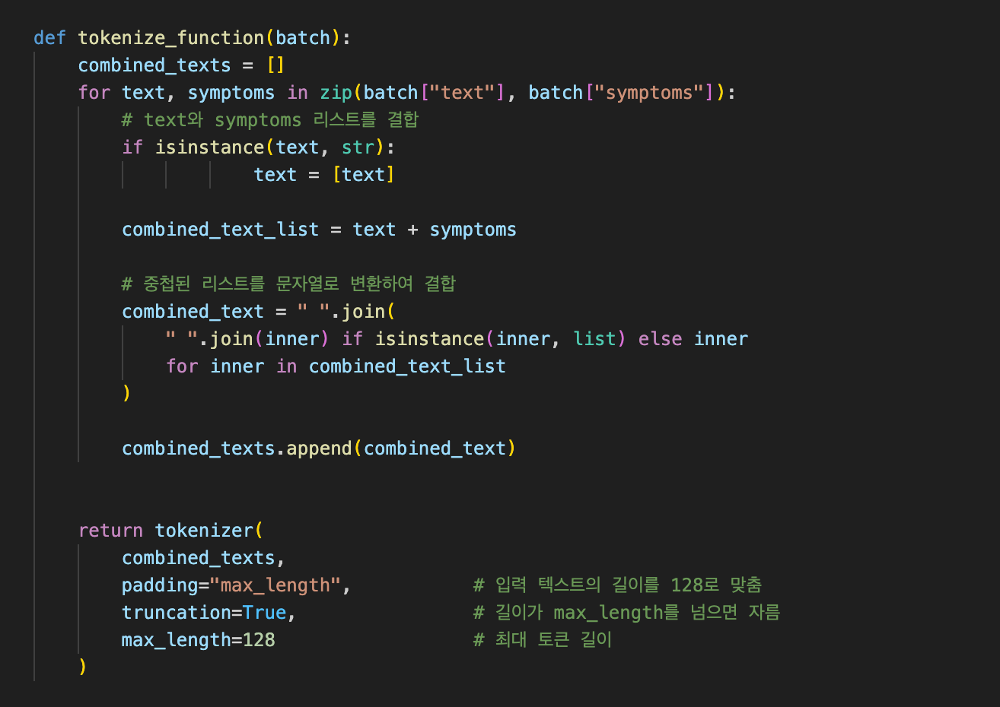 def tokenize_function(batch):
    combined_texts = []
    for text, symptoms in zip(batch["text"], batch["symptoms"]):
        # text와 symptoms 리스트를 결합
        if isinstance(text, str):
                    text = [text]
        combined_text_list = text + symptoms
        # 중첩된 리스트를 문자열로 변환하여 결합
        combined_text = " ".join(
            " ".join(inner) if isinstance(inner, list) else inner
            for inner in combined_text_list
        )
        combined_texts.append(combined_text)
    return tokenizer(
        combined_texts,
        padding="max_length",           # 입력 텍스트의 길이를 128로 맞춤
        truncation=True,                # 길이가 max_length를 넘으면 자름
        max_length=128                  # 최대 토큰 길이
    )